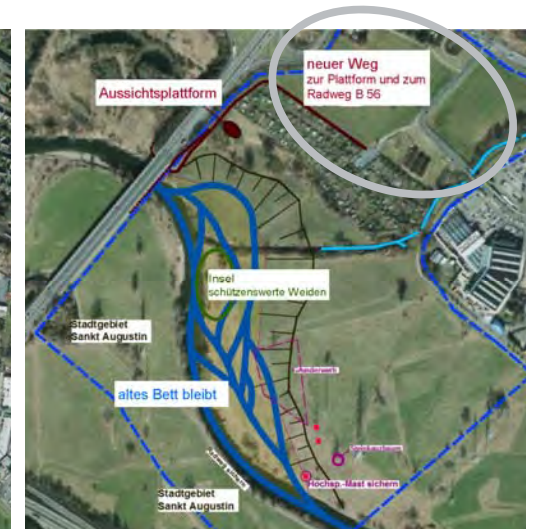 neuer Weg
zur Plattform und zum
Radweg B 56
Aussichtsplattform
Insel
schützenswerte Weiden
Stadtgebiet
Sankt Augustin
altes Bett bleibt
Hochsp.-Mast sichern
Stadtgebiet
Sankt Augustin